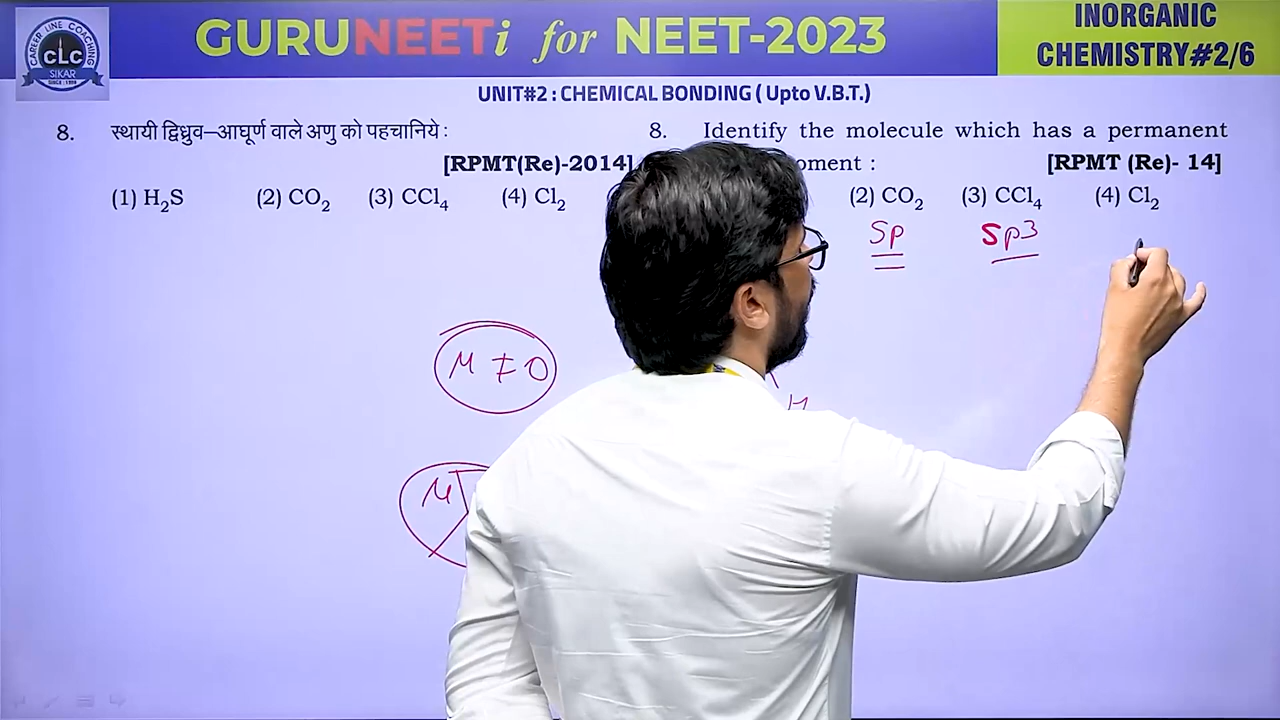 CAREER LINE COACHING
CLC
SIKAR
SINCE : 1996
GURUNEETi for NEET-2023
INORGANIC
CHEMISTRY#2/6
UNIT#2 : CHEMICAL BONDING ( Upto V.B.T.)
8. स्थायी द्विध्रुव–आघूर्ण वाले अणु को पहचानिये :
[RPMT(Re)-2014]
(1) H₂S (2) CO₂ (3) CCl₄ (4) Cl₂
8. Identify the molecule which has a permanent
oment : [RPMT (Re)- 14]
(2) CO₂ (3) CCl₄ (4) Cl₂
Sp Sp3
μ ≠ 0
H
μ